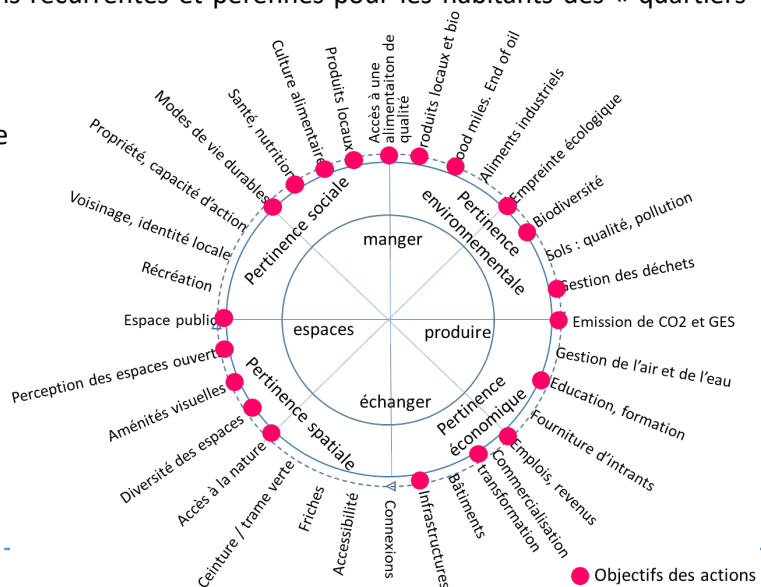 ns récurrentes et pérennes pour les habitants des « quartiers
e
Accès à une
alimentaiton de
qualité
roduits locaux et bio
ood miles. End of oil
Aliments industriels
Empreinte écologique
Biodiversité
Sols : qualité, pollution
Gestion des déchets
Emission de CO2 et GES
Gestion de l'air et de l'eau
Education, formation
Fourniture d'intrants
Emplois, revenus
Commercialisation
transformation
Bâtiments
Infrastructures
Connexions
Accessibilité
Friches
Ceinture / trame verte
Accès à la nature
Diversité des espaces
Aménités visuelles
Perception des espaces ouvert
Espace public
Récréation
Voisinage, identité locale
Propriété, capacité d'action
Modes de vie durables
Santé, nutrition
Culture alimentaire
Produits locaux
Pertinence sociale
Pertinence
environnementale
Pertinence
économique
Pertinence spatiale
manger
espaces
produire
échanger
Objectifs des actions